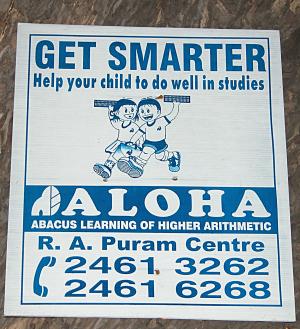 GET SMARTER
Help your child to do well in studies
ALOHA
ABACUS LEARNING OF HIGHER ARITHMETIC
R. A. Puram Centre
2461 3262
2461 6268